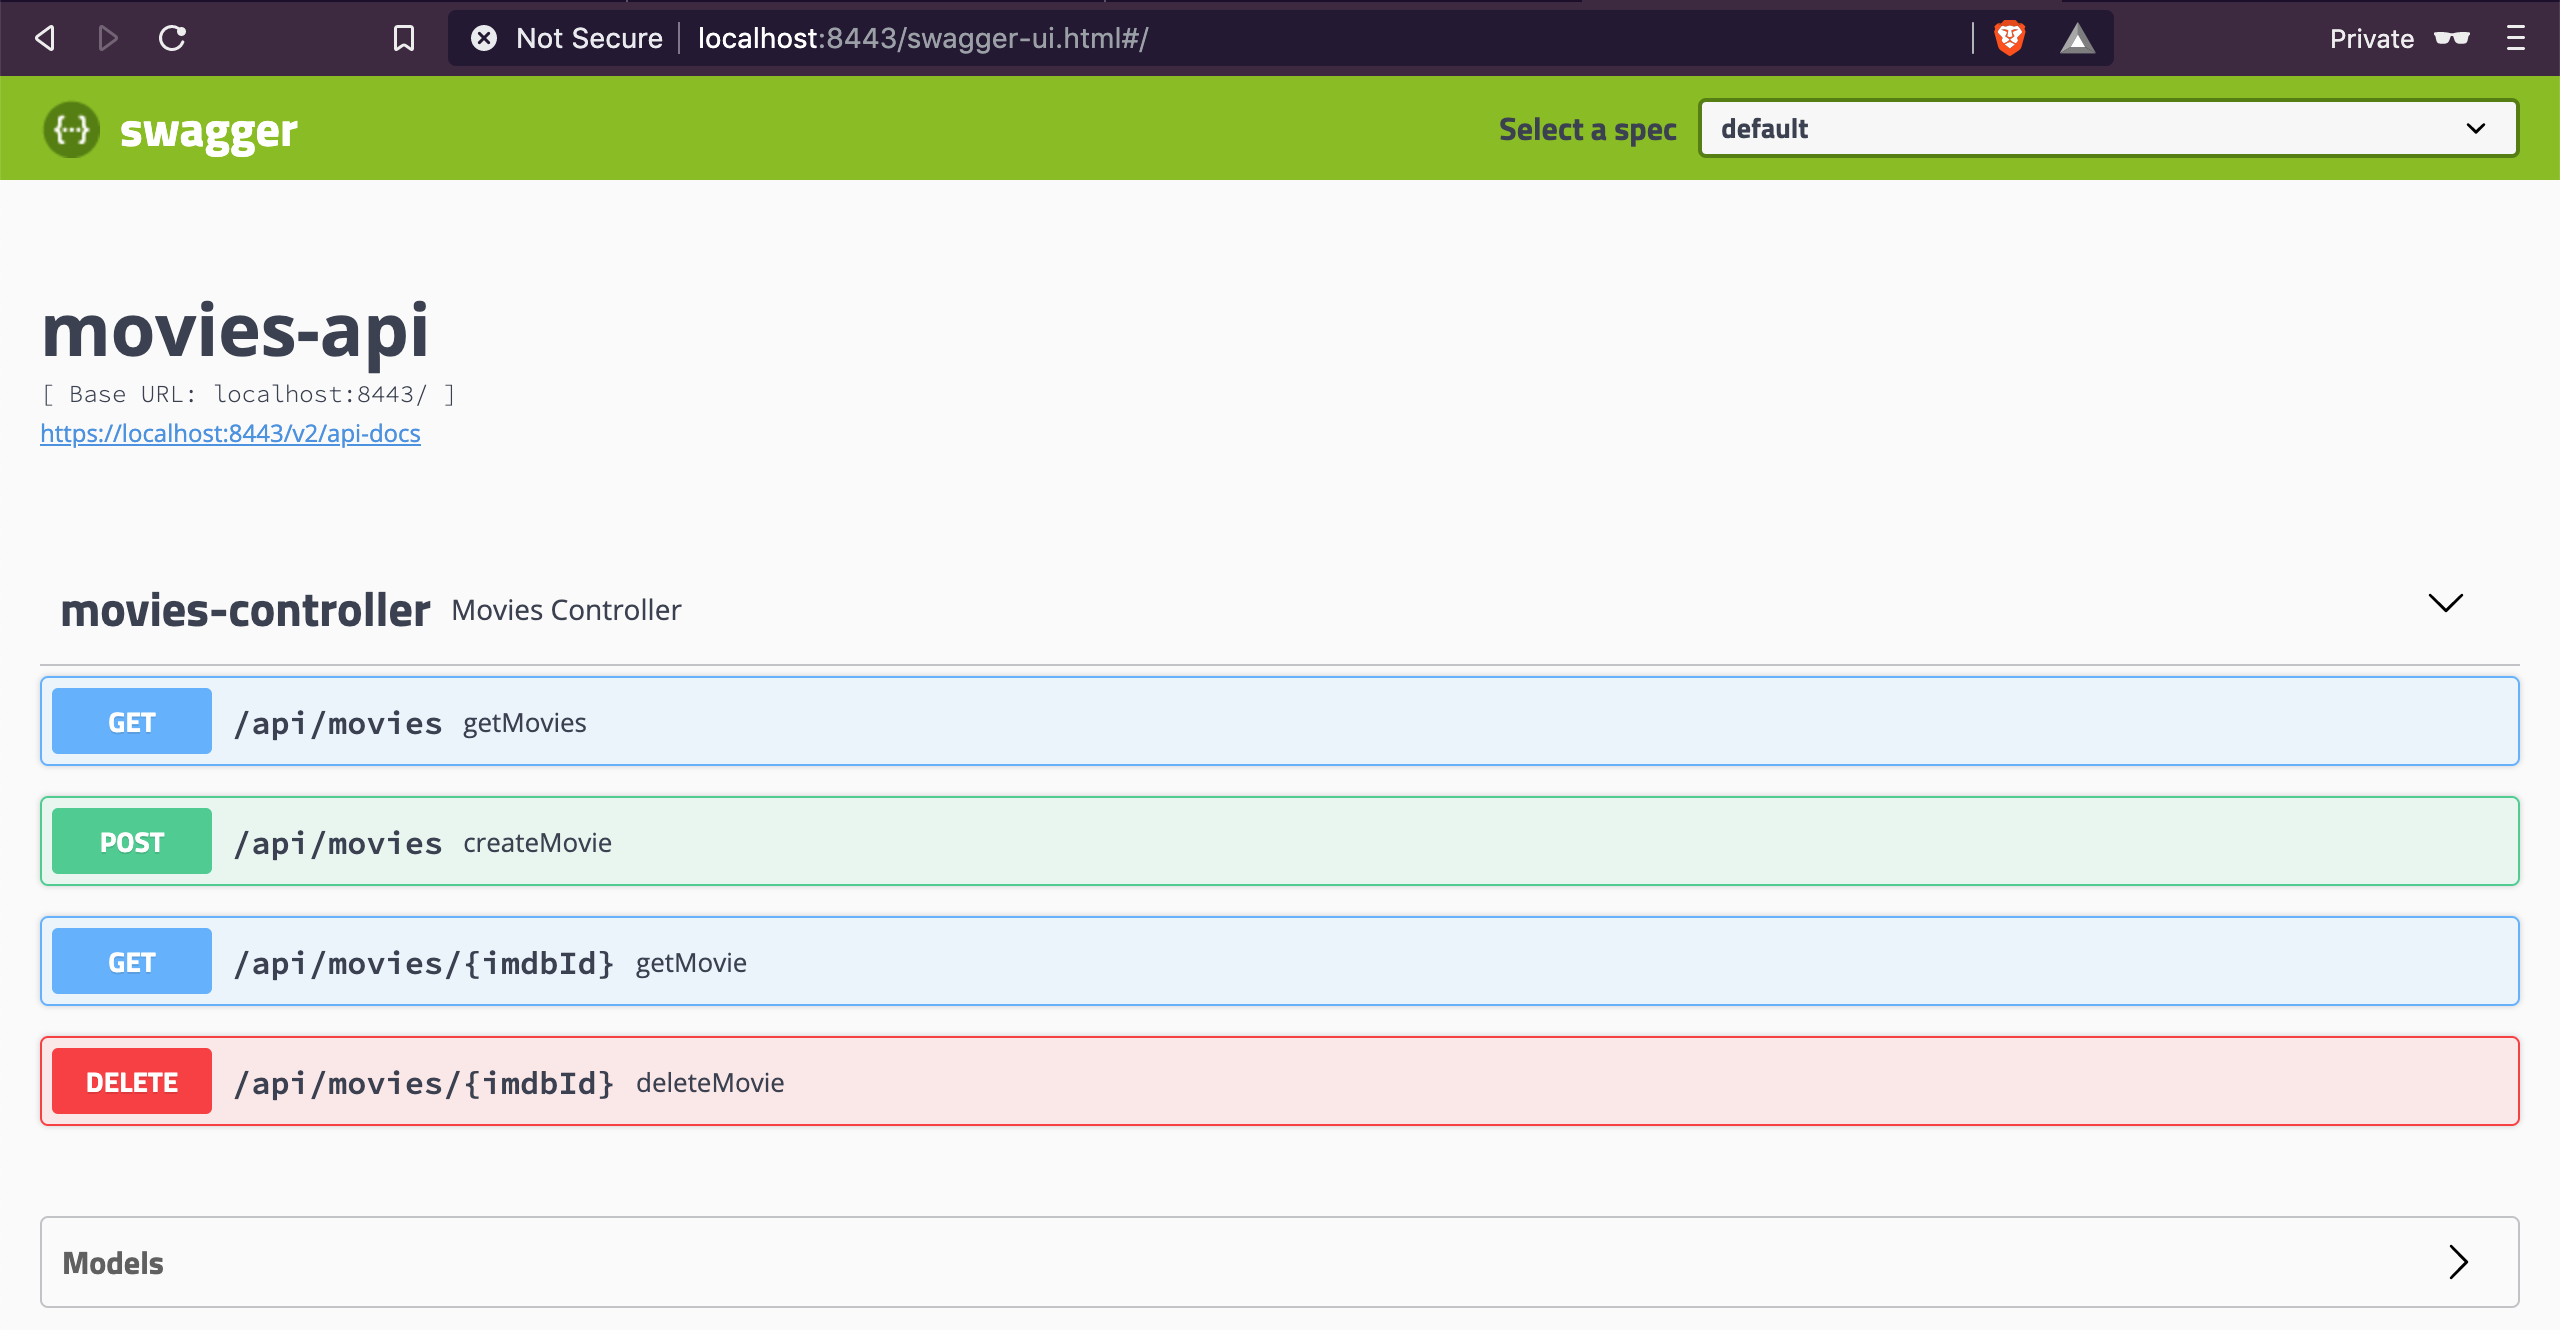 Not Secure | localhost:8443/swagger-ui.html#/ Private
{···} swagger Select a spec default
movies-api
[ Base URL: localhost:8443/ ]
https://localhost:8443/v2/api-docs
movies-controller Movies Controller
GET /api/movies getMovies
POST /api/movies createMovie
GET /api/movies/{imdbId} getMovie
DELETE /api/movies/{imdbId} deleteMovie
Models